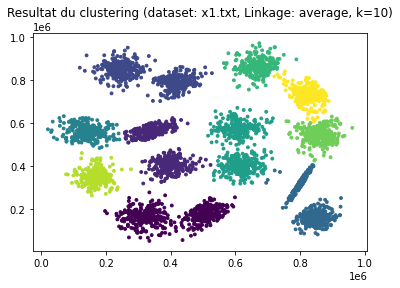 Resultat du clustering (dataset: x1.txt, Linkage: average, k=10)
1e6
1.0
0.8
0.6
0.4
0.2
0.0 0.2 0.4 0.6 0.8 1.0
1e6